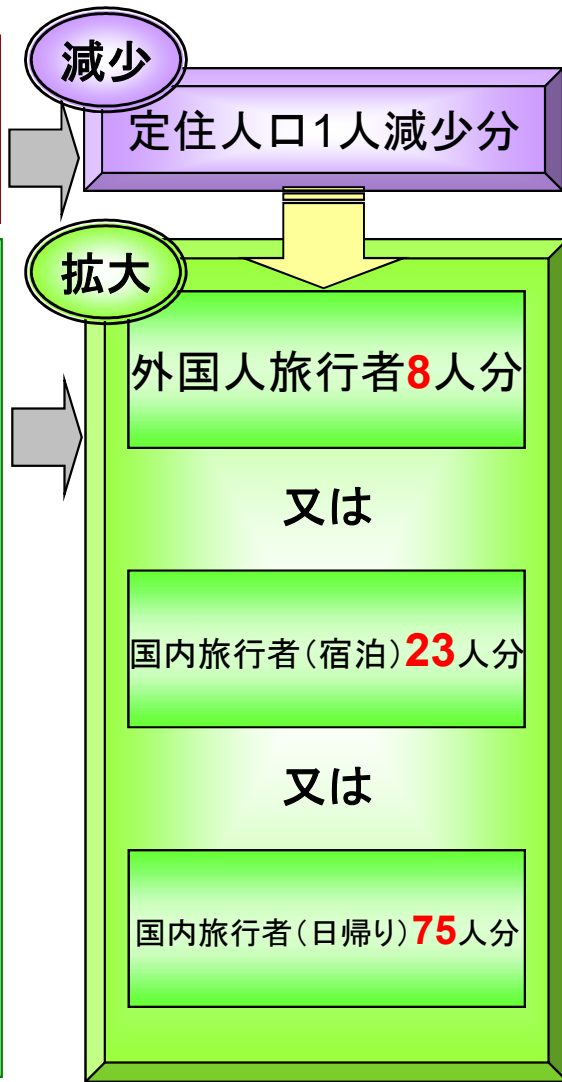 減少
定住人口1人減少分
拡大
外国人旅行者8人分
又は
国内旅行者(宿泊)23人分
又は
国内旅行者(日帰り)75人分